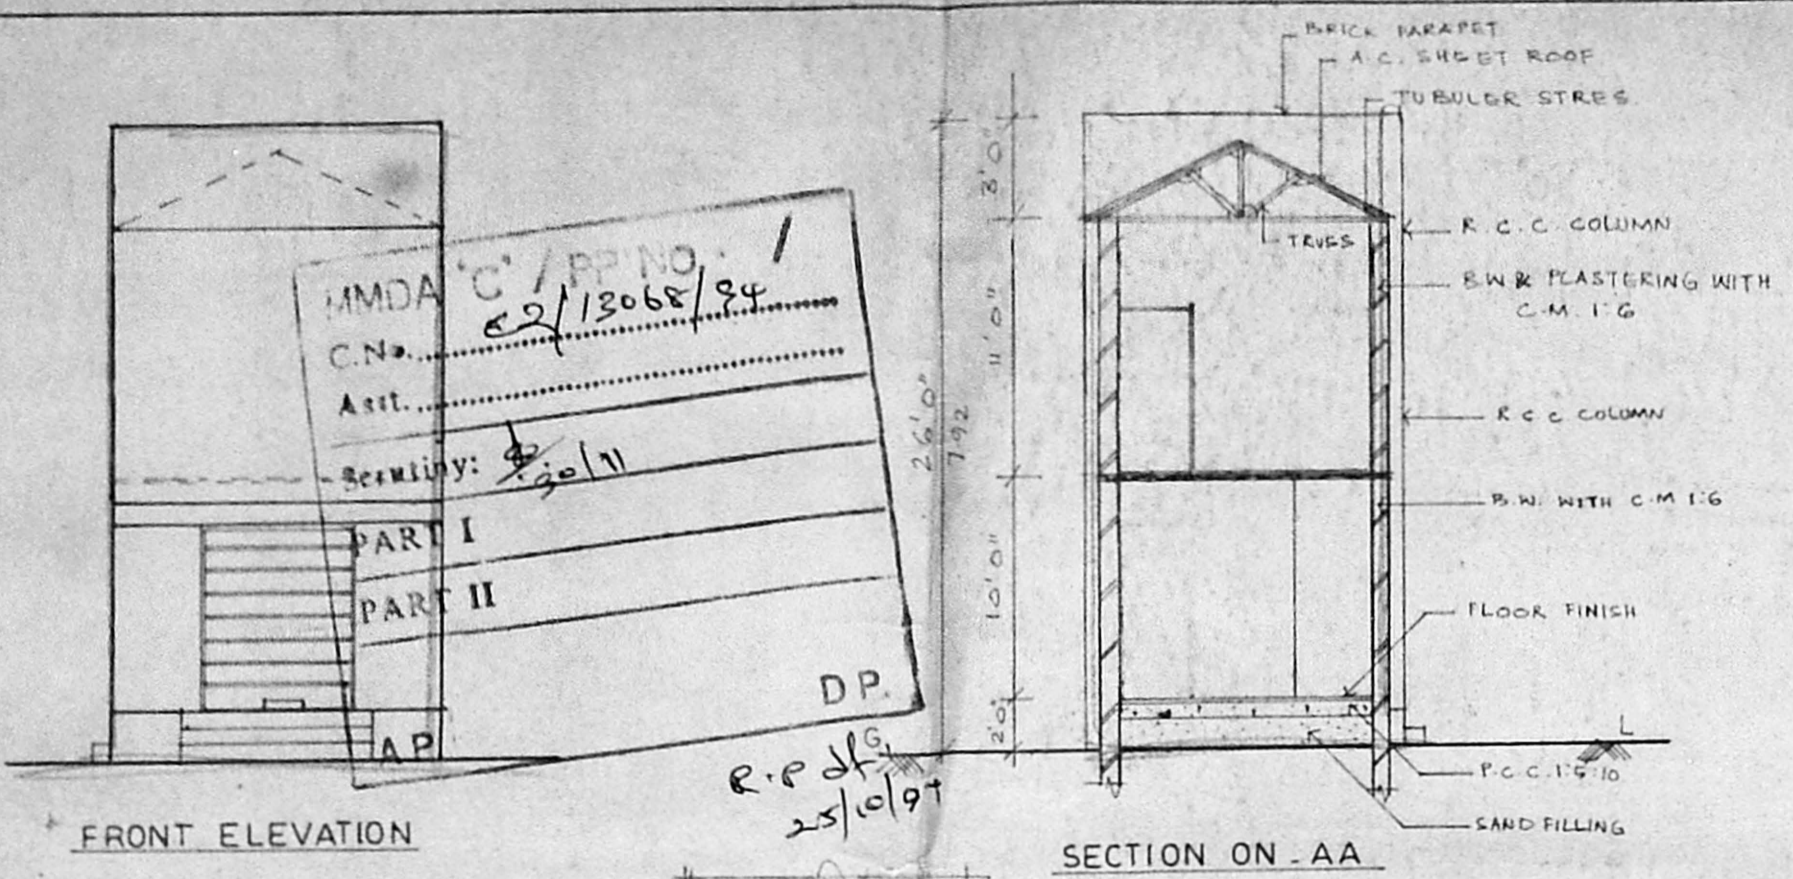 BRICK PARAPET
A.C. SHEET ROOF
TUBULER STRES
3'0"
TRUSS
R.C.C. COLUMN
B.W & PLASTERING WITH
C.M. 1:6
11'0"
26'0"
7.92
R C C COLUMN
B.W. WITH C.M 1:6
10'0"
FLOOR FINISH
2'0"
G
L
P.C.C. 1:5:10
SAND FILLING
MMDA 'C' / PP NO. 1
C.No. C2/13068/94
Asst.
Scrutiny: 30/11
PART I
PART II
D P.
A P
25/10/94
FRONT ELEVATION
SECTION ON - AA